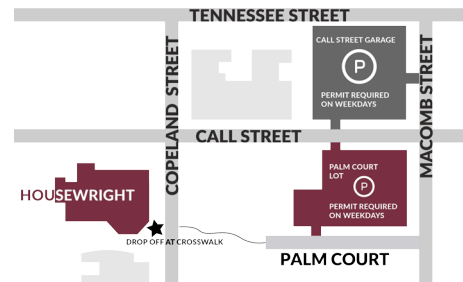 TENNESSEE STREET
CALL STREET GARAGE
P
PERMIT REQUIRED
ON WEEKDAYS
COPELAND STREET
MACOMB STREET
CALL STREET
PALM COURT
LOT
P
PERMIT REQUIRED
ON WEEKDAYS
HOUSEWRIGHT
DROP OFF AT CROSSWALK
PALM COURT